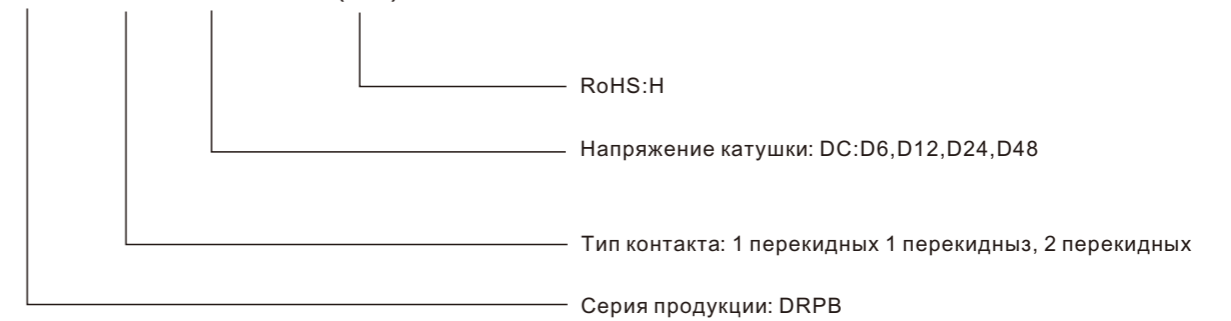 RoHS:H
Напряжение катушки: DC:D6,D12,D24,D48
Тип контакта: 1 перекидных 1 перекидныз, 2 перекидных
Серия продукции: DRPB